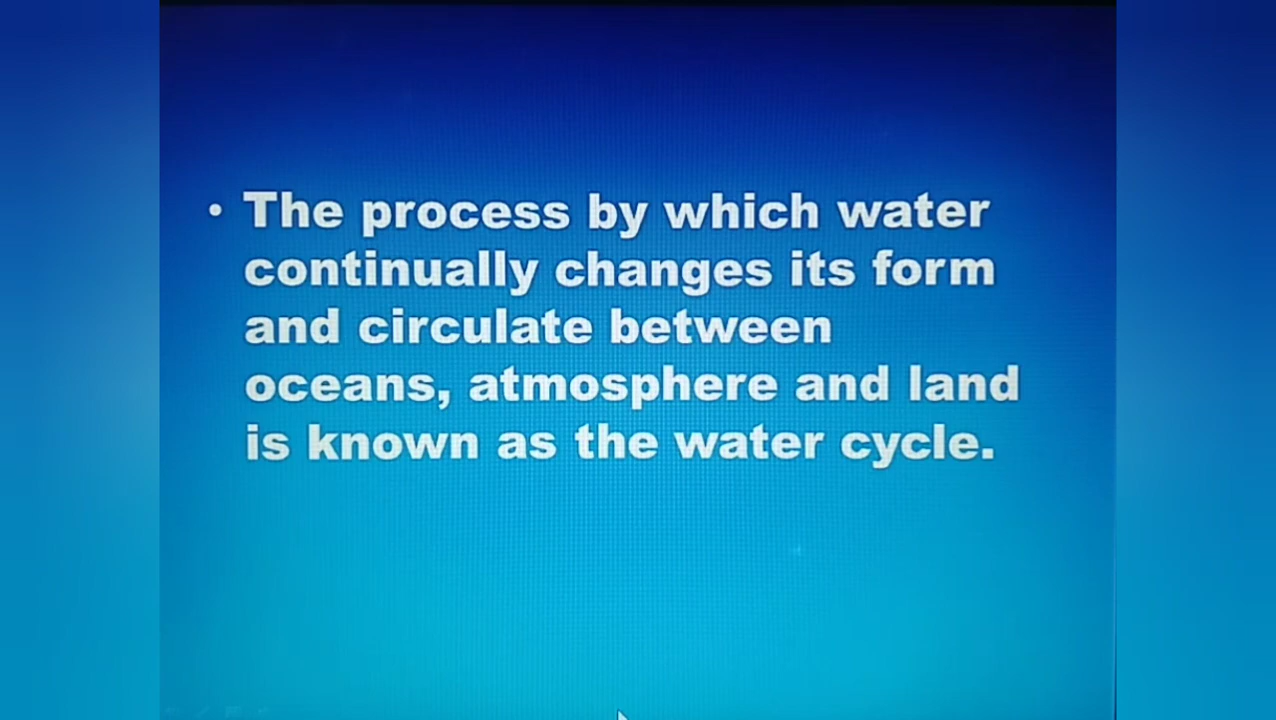 • The process by which water
continually changes its form
and circulate between
oceans, atmosphere and land
is known as the water cycle.